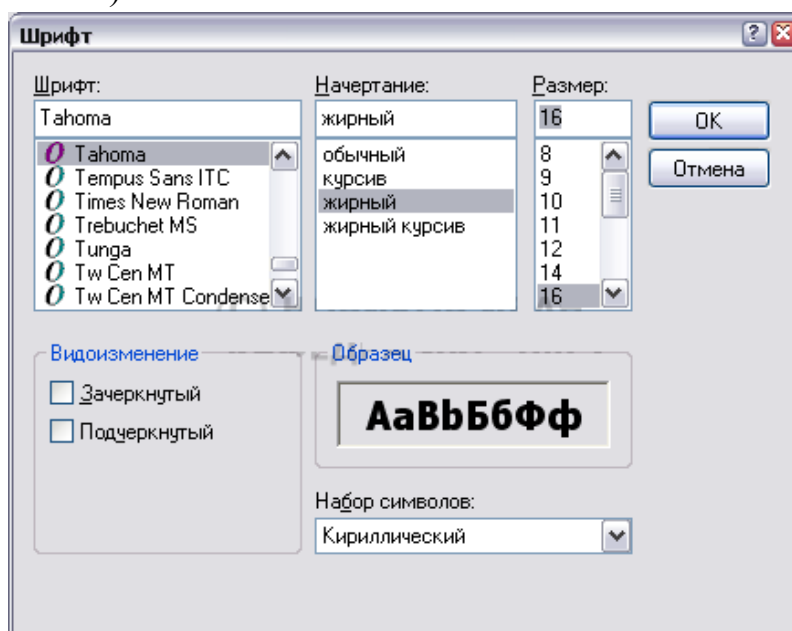 )
Шрифт
Шрифт:
Начертание:
Размер:
Tahoma
жирный
16
OK
Отмена
Tahoma
Tempus Sans ITC
Times New Roman
Trebuchet MS
Tunga
Tw Cen MT
Tw Cen MT Condense
обычный
курсив
жирный
жирный курсив
8
9
10
11
12
14
16
Видоизменение
Зачеркнутый
Подчеркнутый
Образец
АаВbБбФф
Набор символов:
Кириллический